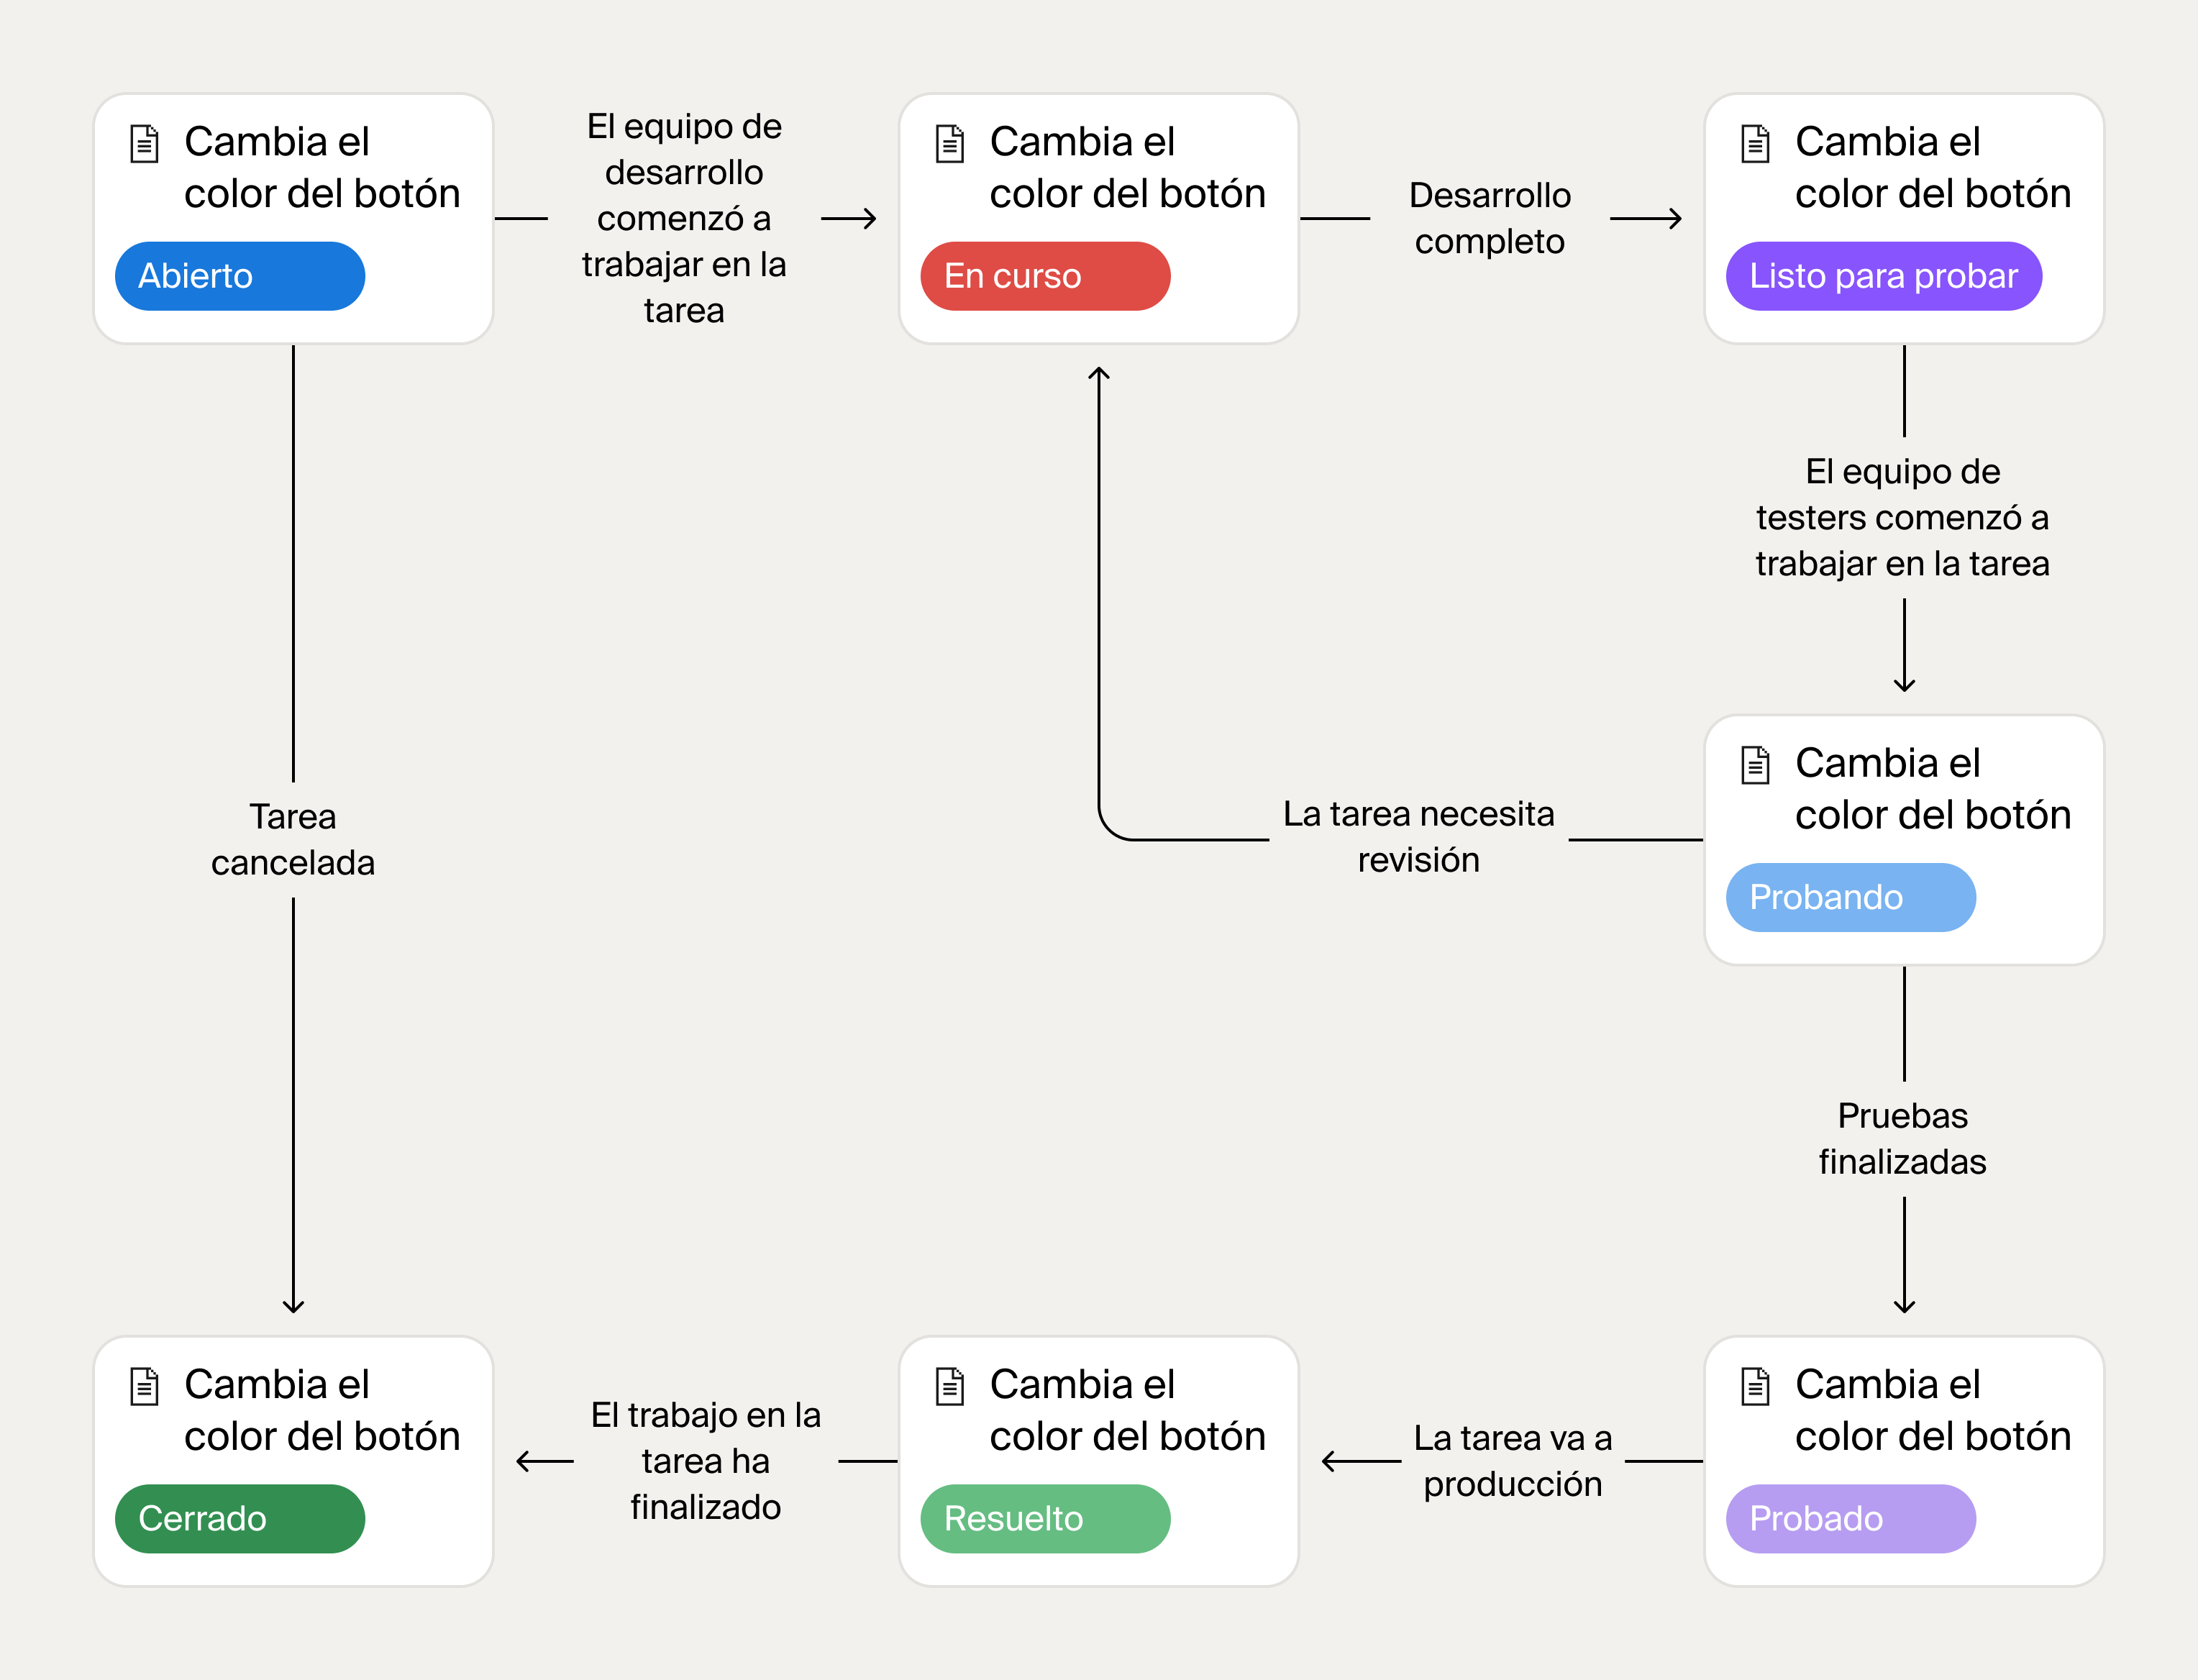 Cambia el
color del botón
Abierto
El equipo de
desarrollo
comenzó a
trabajar en la
tarea
Cambia el
color del botón
En curso
Desarrollo
completo
Cambia el
color del botón
Listo para probar
El equipo de
testers comenzó a
trabajar en la tarea
Tarea
cancelada
La tarea necesita
revisión
Cambia el
color del botón
Probando
Pruebas
finalizadas
Cambia el
color del botón
Cerrado
El trabajo en la
tarea ha
finalizado
Cambia el
color del botón
Resuelto
La tarea va a
producción
Cambia el
color del botón
Probado